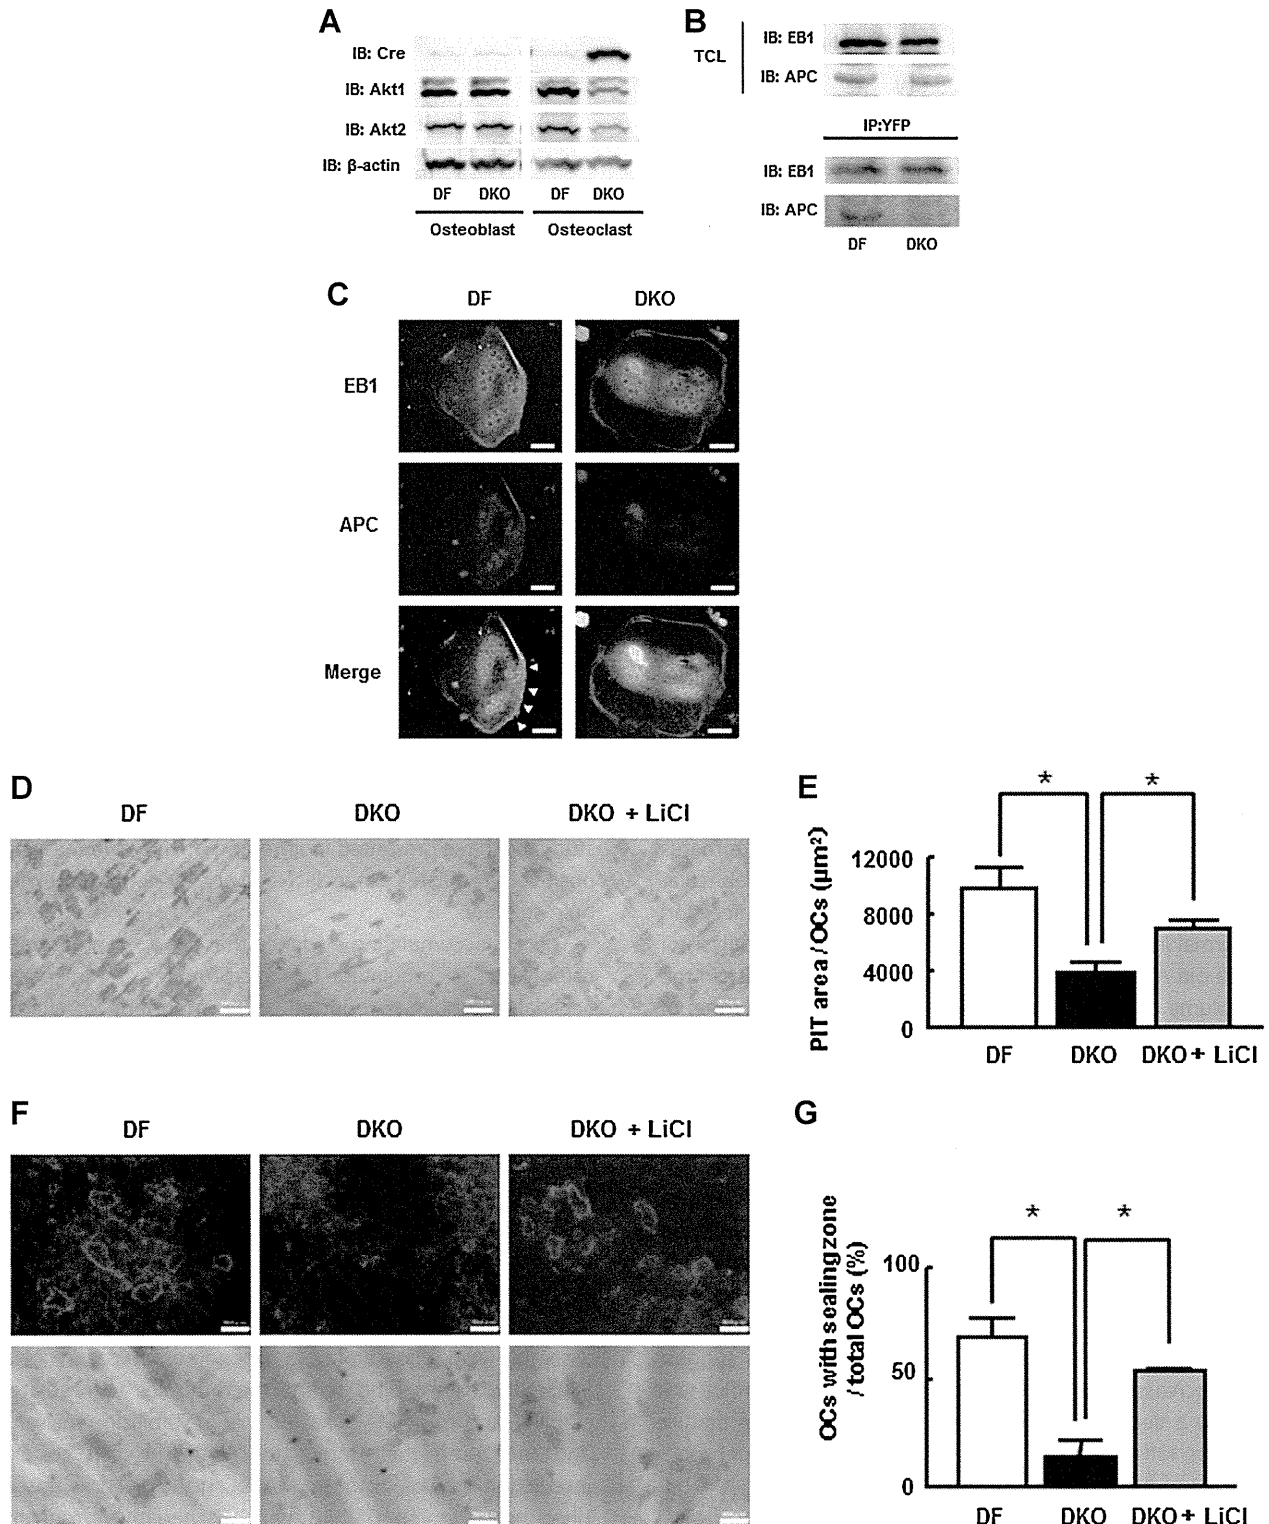 A
IB: Cre
IB: Akt1
IB: Akt2
IB: β-actin
DF DKO DF DKO
Osteoblast Osteoclast
B
TCL
IB: EB1
IB: APC
IP:YFP
IB: EB1
IB: APC
DF DKO
C
DF DKO
EB1
APC
Merge
D
DF DKO DKO + LiCl
E
* *
PIT area / OCs (μm²)
12000
8000
4000
0
DF DKO DKO + LiCl
F
DF DKO DKO + LiCl
G
* *
OCs with sealing zone
/ total OCs (%)
100
50
0
DF DKO DKO + LiCl